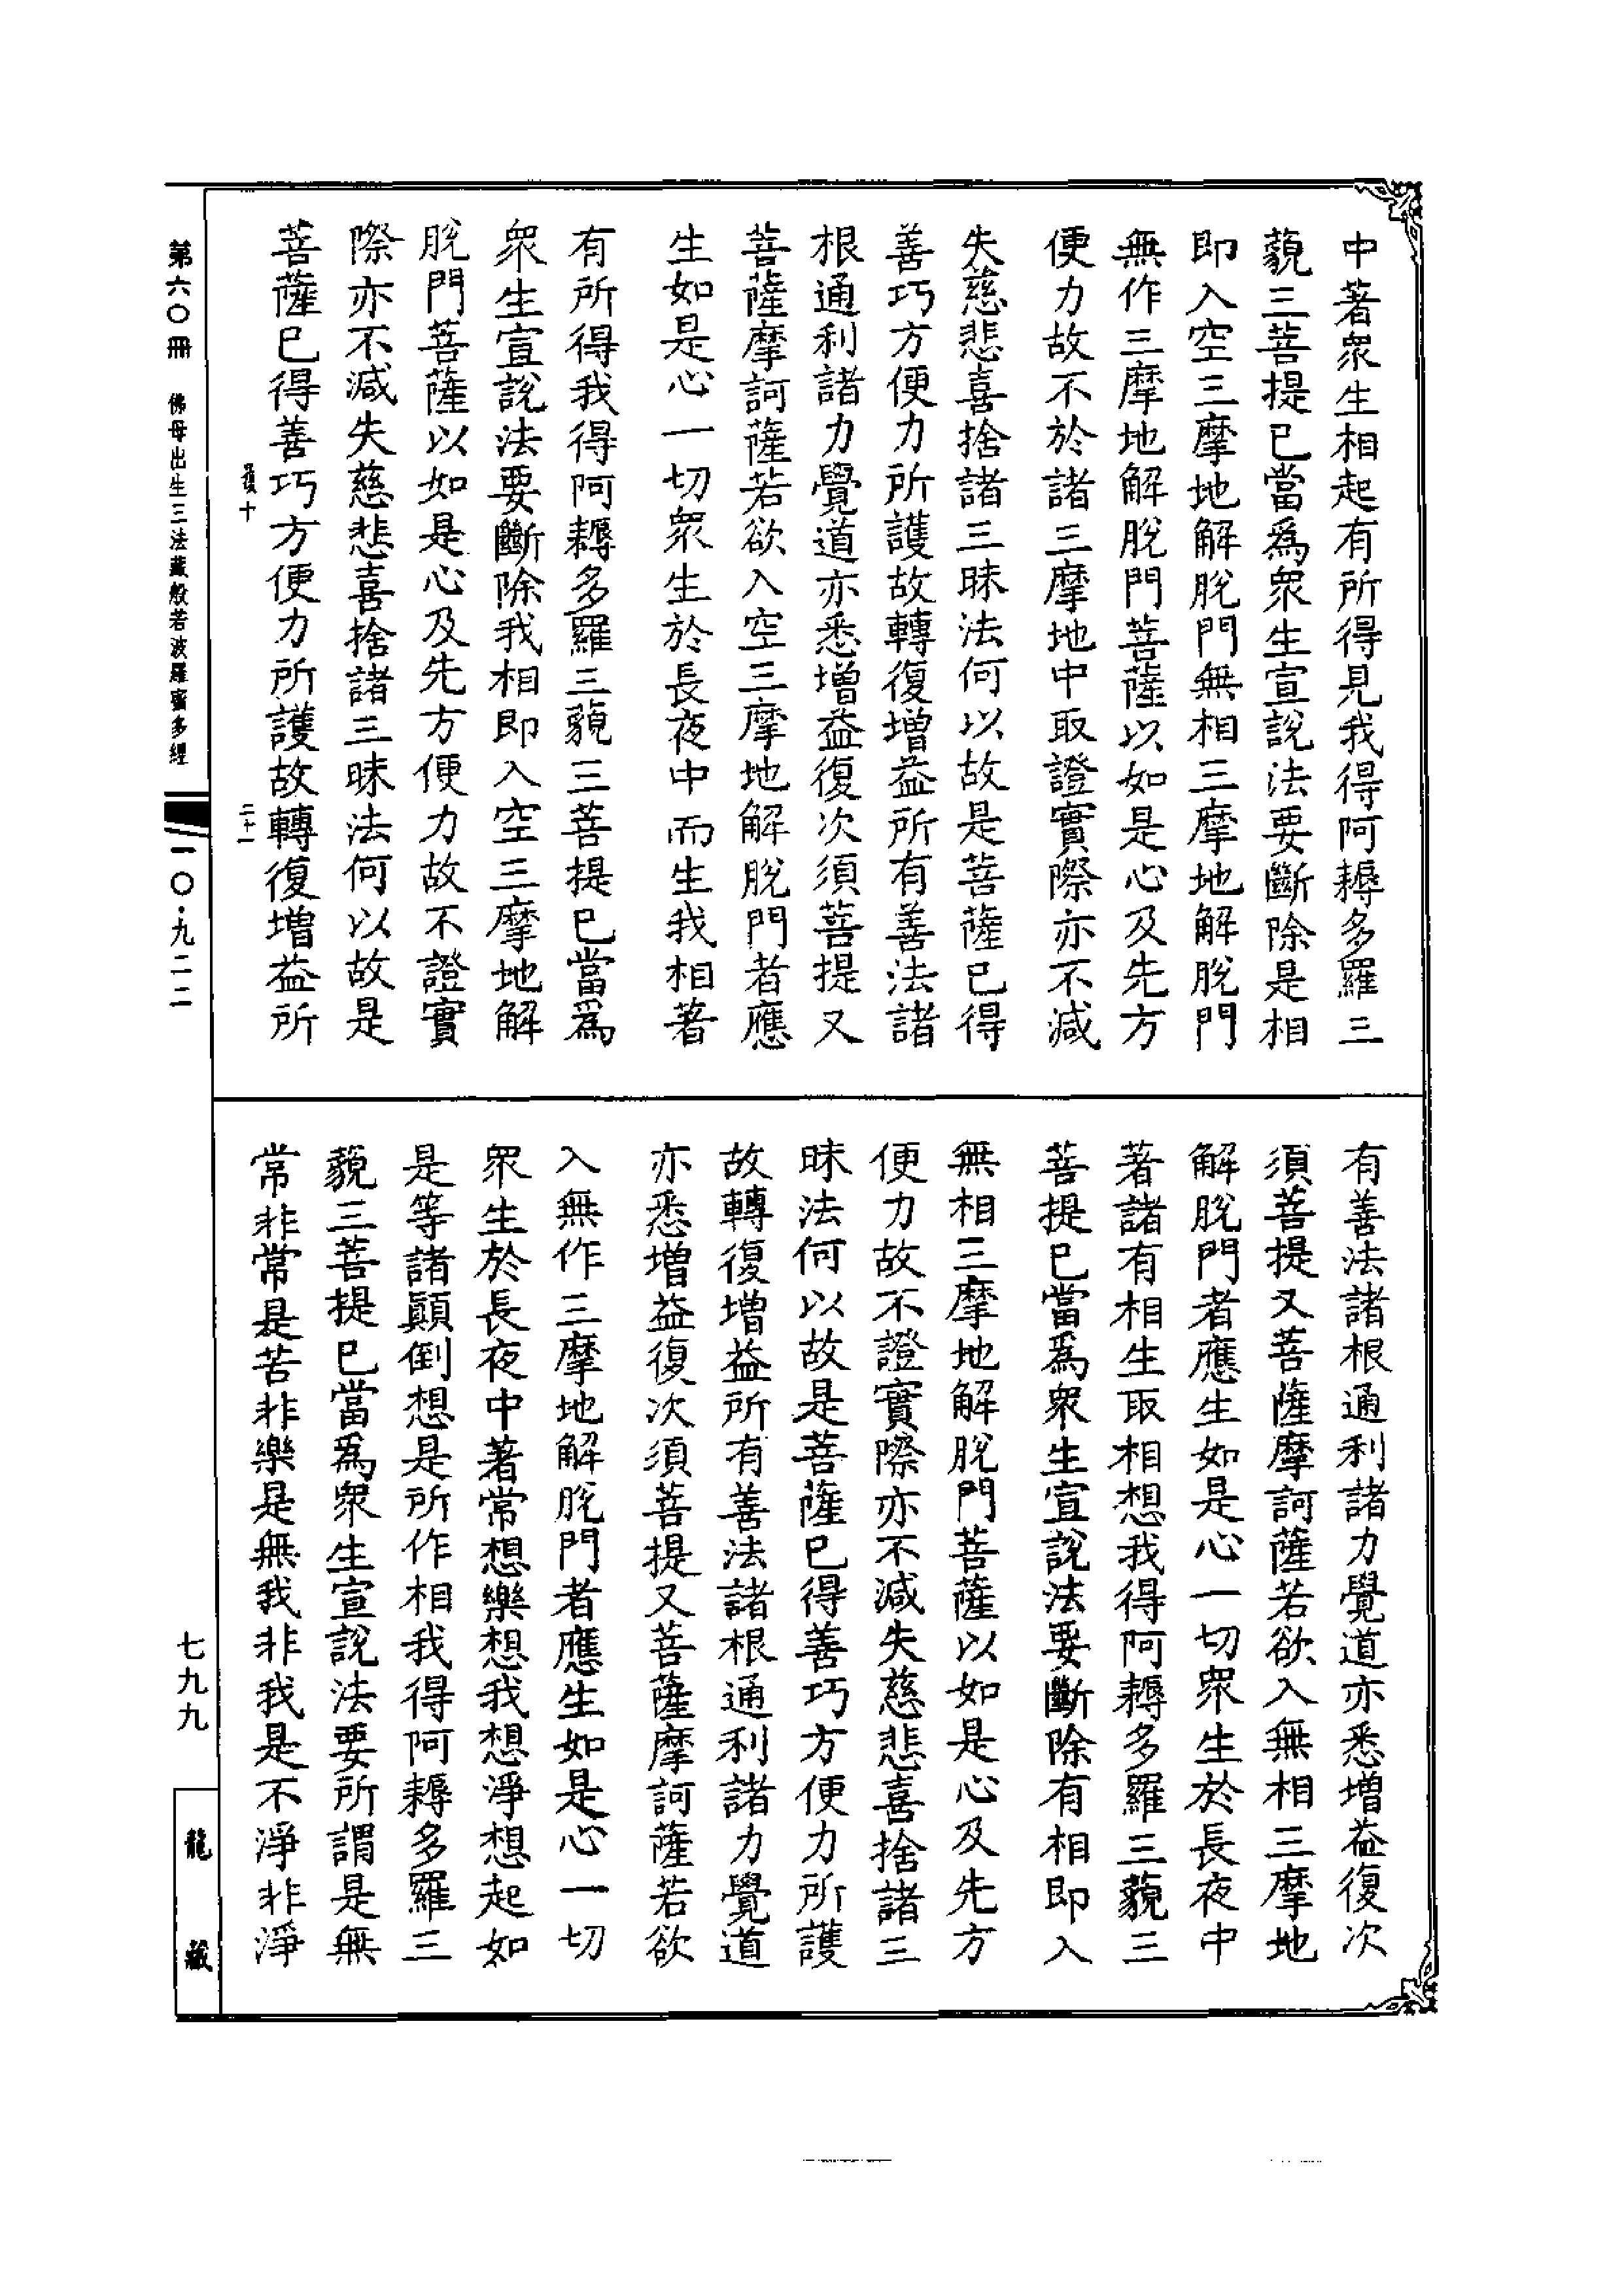 中著衆生相起有所得見我得阿耨多羅三
藐三菩提已當爲衆生宣說法要斷除是相
即入空三摩地解脫門無相三摩地解脫門
無作三摩地解脫門菩薩以如是心及先方
便力故不於諸三摩地中取證實際亦不減
失慈悲喜捨諸三昧法何以故是菩薩已得
善巧方便力所護故轉復增益所有善法諸
根通利諸力覺道亦悉增益復次須菩提又
菩薩摩訶薩若欲入空三摩地解脫門者應
生如是心一切衆生於長夜中而生我相著
有所得我得阿耨多羅三藐三菩提已當爲
衆生宣說法要斷除我相即入空三摩地解
脫門菩薩以如是心及先方便力故不證實
際亦不減失慈悲喜捨諸三昧法何以故是
菩薩已得善巧方便力所護故轉復增益所
有善法諸根通利諸力覺道亦悉增益復次
須菩提又菩薩摩訶薩若欲入無相三摩地
解脫門者應生如是心一切衆生於長夜中
著諸有相生取相想我得阿耨多羅三藐三
菩提已當爲衆生宣說法要斷除有相即入
無相三摩地解脫門菩薩以如是心及先方
便力故不證實際亦不減失慈悲喜捨諸三
昧法何以故是菩薩已得善巧方便力所護
故轉復增益所有善法諸根通利諸力覺道
亦悉增益復次須菩提又菩薩摩訶薩若欲
入無作三摩地解脫門者應生如是心一切
衆生於長夜中著常想樂想我想淨想起如
是等諸顛倒想是所作相我得阿耨多羅三
藐三菩提已當爲衆生宣說法要所謂是無
常非常是苦非樂是無我非我是不淨非淨
十 二十一
第六〇冊 佛母出生三法藏般若波羅蜜多經 一〇·九二二
七九九
龍藏